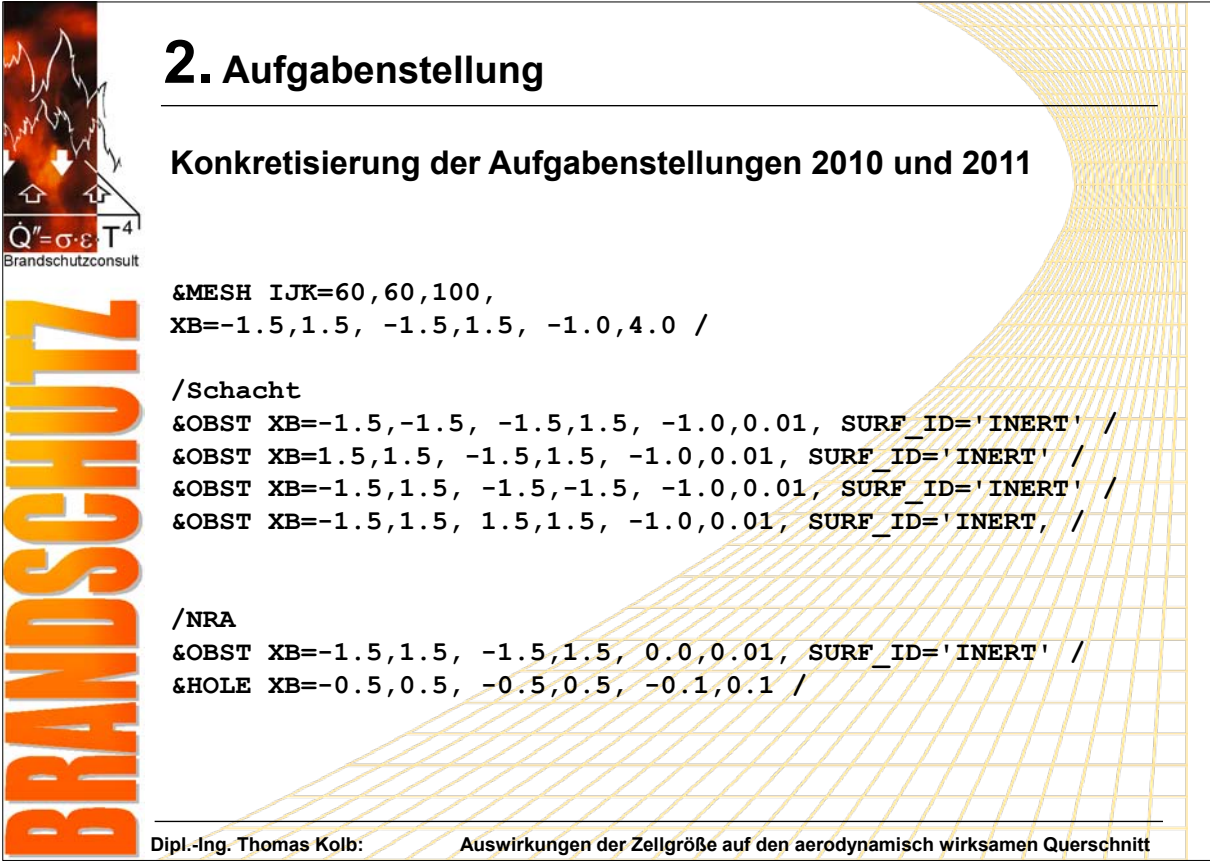 2. Aufgabenstellung
Konkretisierung der Aufgabenstellungen 2010 und 2011
Q̇″=σ·ε·T⁴
Brandschutzconsult
BRANDSCHUTZ
&MESH IJK=60,60,100,
XB=-1.5,1.5, -1.5,1.5, -1.0,4.0 /
/Schacht
&OBST XB=-1.5,-1.5, -1.5,1.5, -1.0,0.01, SURF_ID='INERT' /
&OBST XB=1.5,1.5, -1.5,1.5, -1.0,0.01, SURF_ID='INERT' /
&OBST XB=-1.5,1.5, -1.5,-1.5, -1.0,0.01, SURF_ID='INERT' /
&OBST XB=-1.5,1.5, 1.5,1.5, -1.0,0.01, SURF_ID='INERT, /
/NRA
&OBST XB=-1.5,1.5, -1.5,1.5, 0.0,0.01, SURF_ID='INERT' /
&HOLE XB=-0.5,0.5, -0.5,0.5, -0.1,0.1 /
Dipl.-Ing. Thomas Kolb: Auswirkungen der Zellgröße auf den aerodynamisch wirksamen Querschnitt